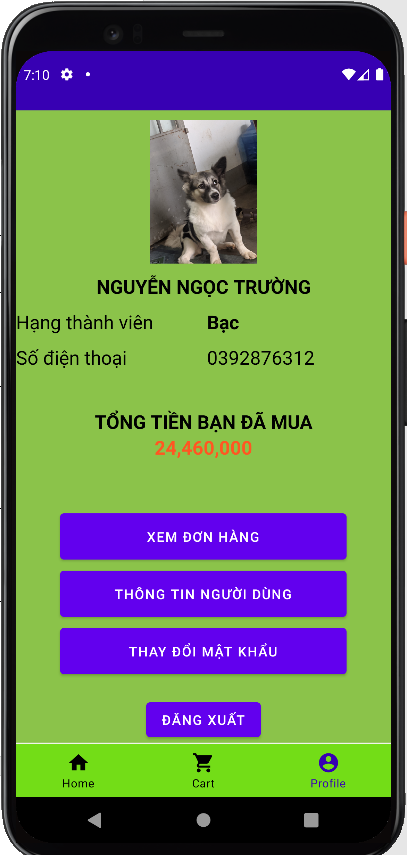 7:10
NGUYỄN NGỌC TRƯỜNG
Hạng thành viên Bạc
Số điện thoại 0392876312
TỔNG TIỀN BẠN ĐÃ MUA
24,460,000
XEM ĐƠN HÀNG
THÔNG TIN NGƯỜI DÙNG
THAY ĐỔI MẬT KHẨU
ĐĂNG XUẤT
Home Cart Profile